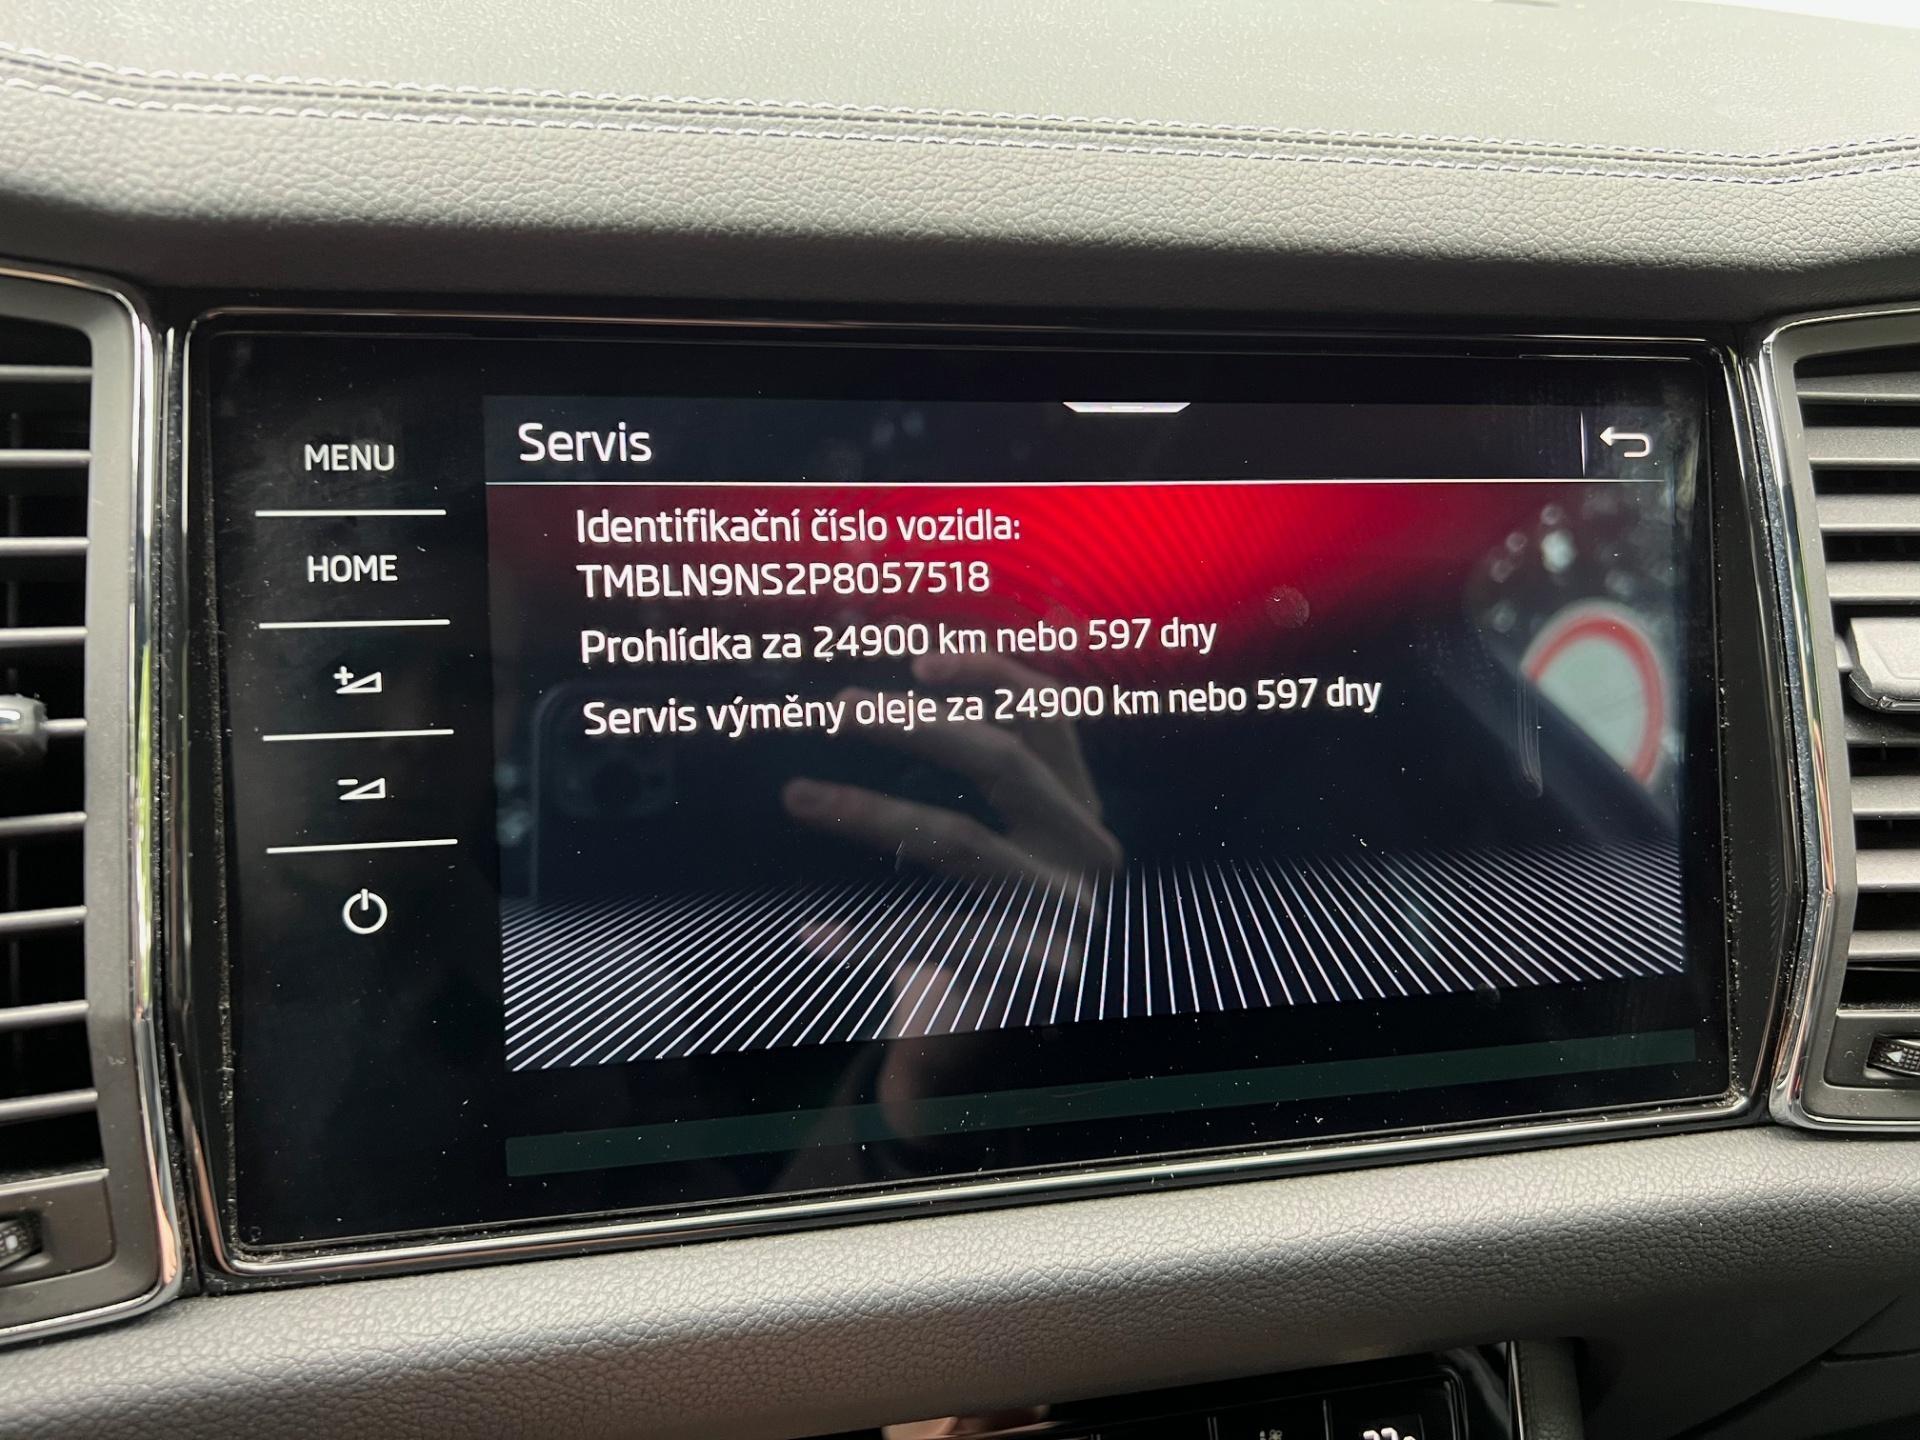 MENU
HOME
Servis
Identifikační číslo vozidla:
TMBLN9NS2P8057518
Prohlídka za 24900 km nebo 597 dny
Servis výměny oleje za 24900 km nebo 597 dny